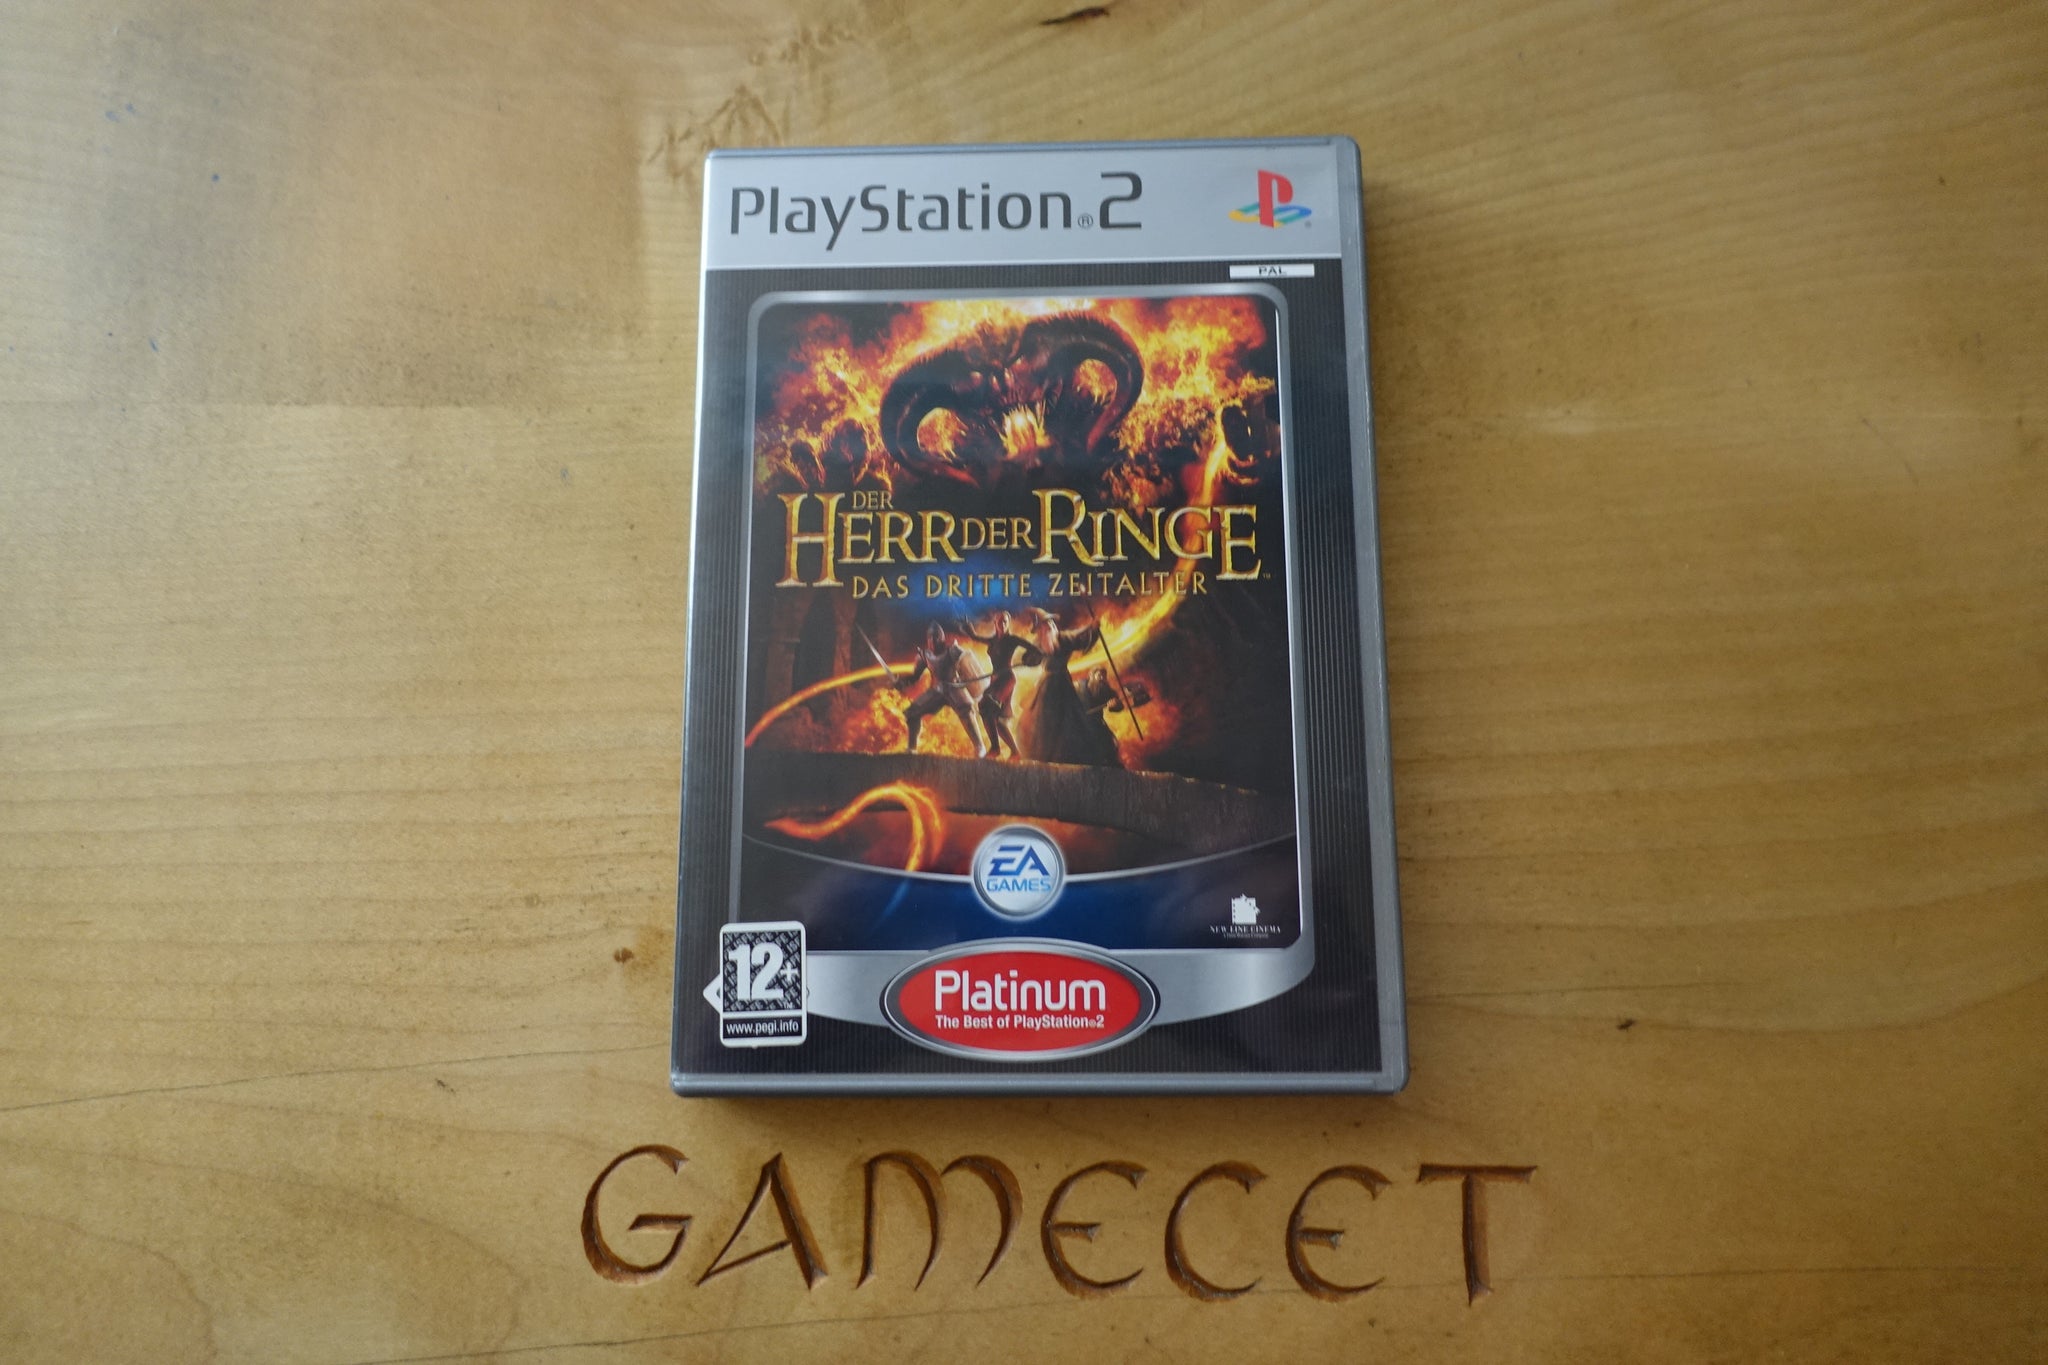 PlayStation®2
PAL
DER
HERR DER RINGE™
DAS DRITTE ZEITALTER
EA
GAMES
NEW LINE CINEMA
12+
www.pegi.info
Platinum
The Best of PlayStation®2
GAMECET